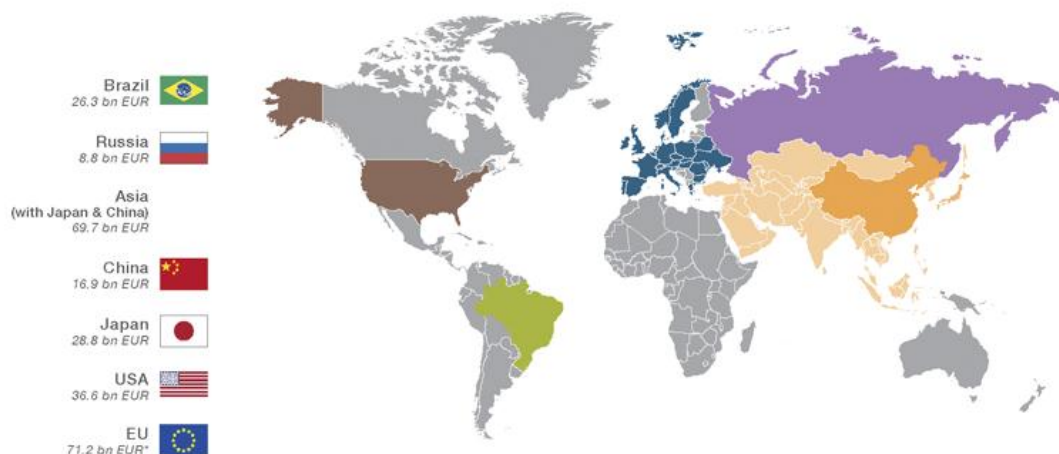 Brazil
26.3 bn EUR
Russia
8.8 bn EUR
Asia
(with Japan & China)
69.7 bn EUR
China
16.9 bn EUR
Japan
28.8 bn EUR
USA
36.6 bn EUR
EU
71.2 bn EUR*